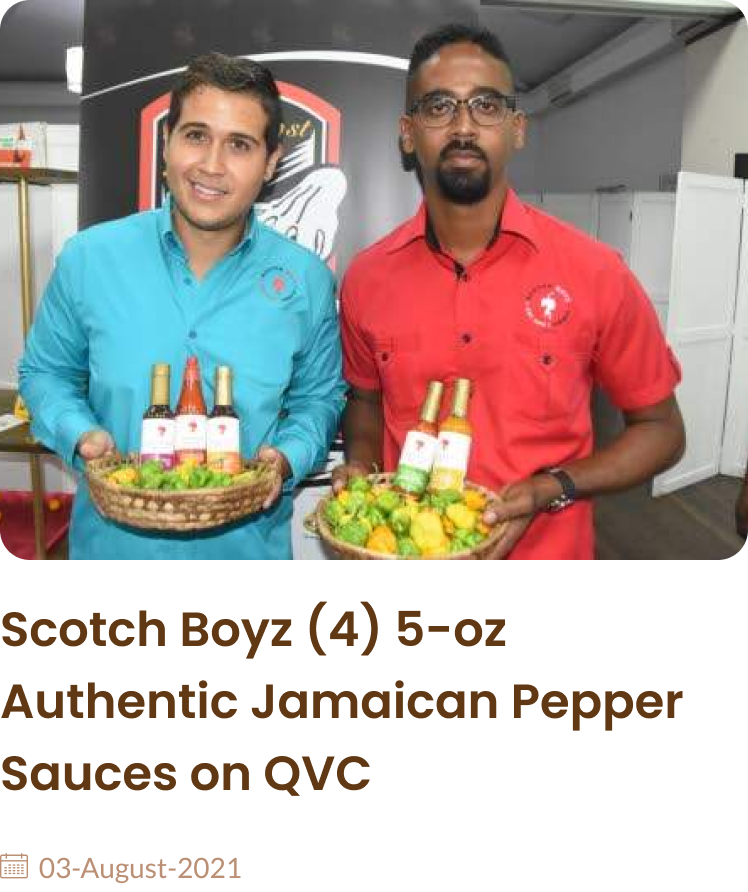 Scotch Boyz (4) 5-oz
Authentic Jamaican Pepper
Sauces on QVC
03-August-2021